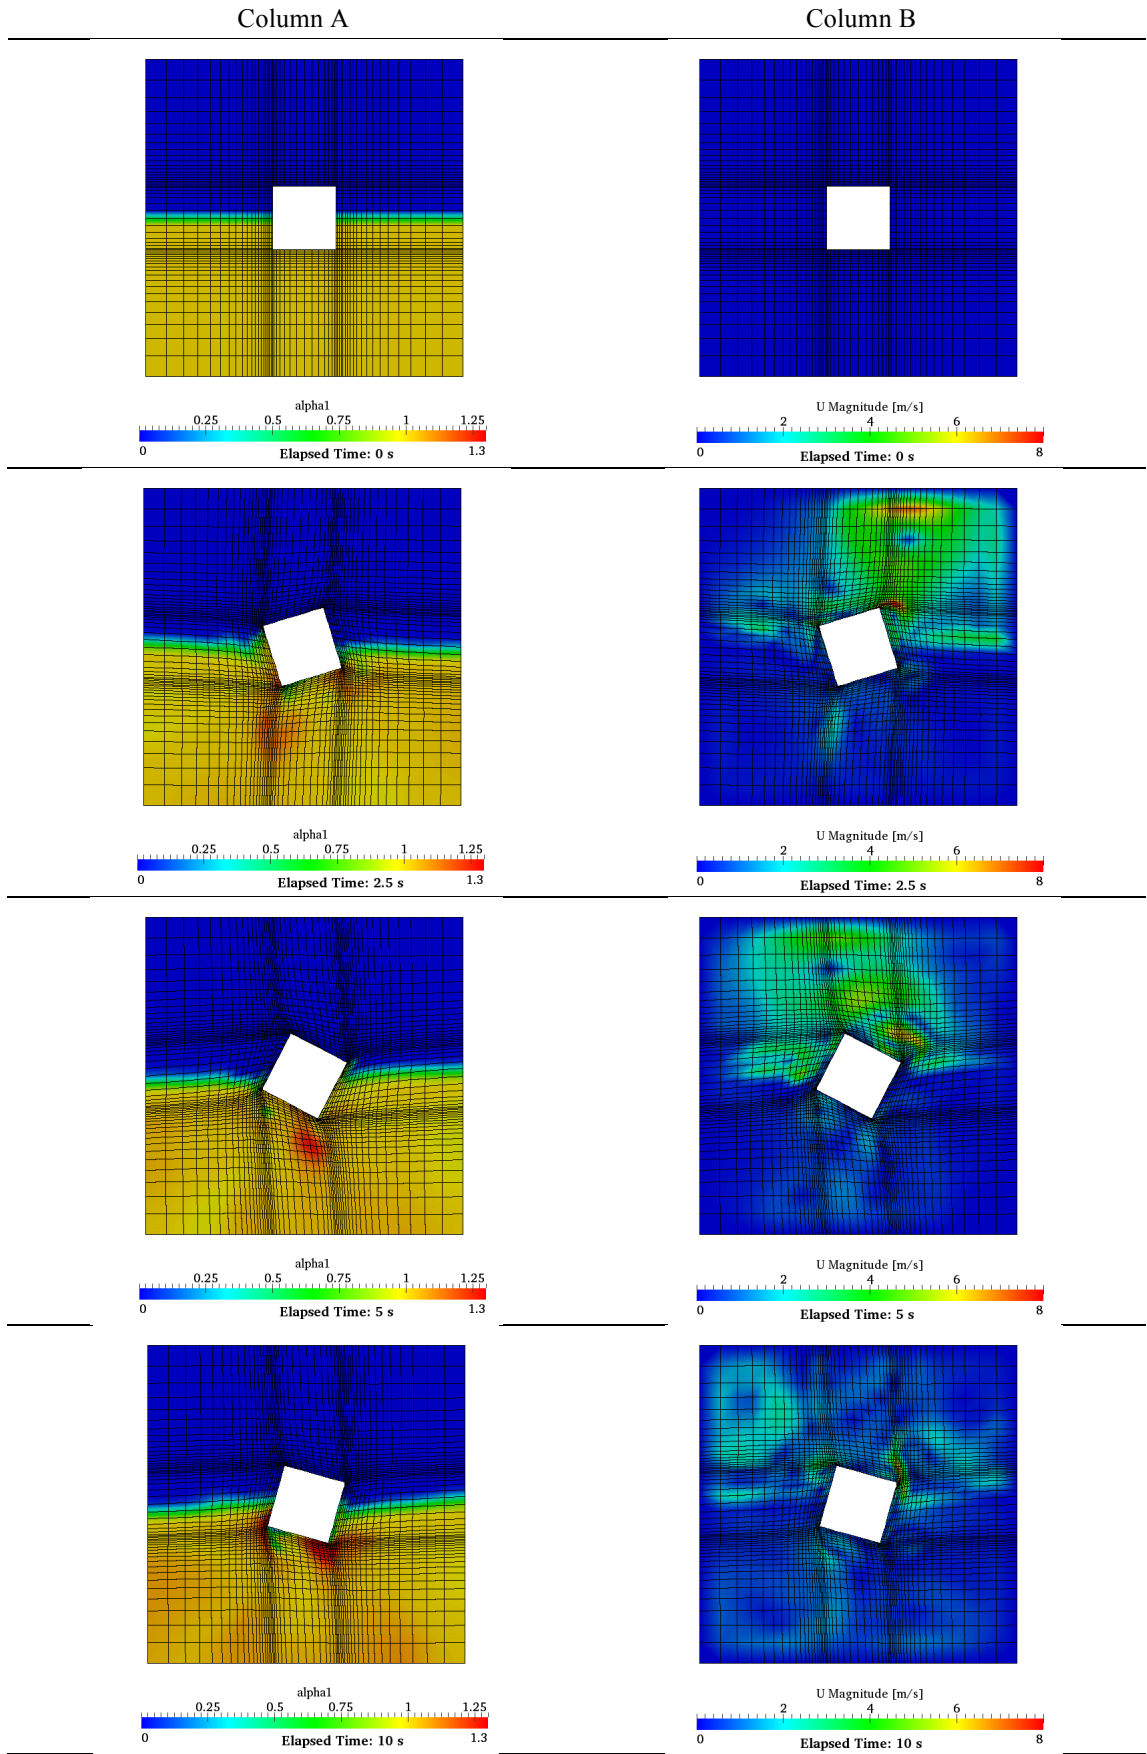 Column A Column B
alpha1 U Magnitude [m/s]
0.25 0.5 0.75 1 1.25 2 4 6
0 1.3 0 8
Elapsed Time: 0 s Elapsed Time: 0 s
alpha1 U Magnitude [m/s]
0.25 0.5 0.75 1 1.25 2 4 6
0 1.3 0 8
Elapsed Time: 2.5 s Elapsed Time: 2.5 s
alpha1 U Magnitude [m/s]
0.25 0.5 0.75 1 1.25 2 4 6
0 1.3 0 8
Elapsed Time: 5 s Elapsed Time: 5 s
alpha1 U Magnitude [m/s]
0.25 0.5 0.75 1 1.25 2 4 6
0 1.3 0 8
Elapsed Time: 10 s Elapsed Time: 10 s